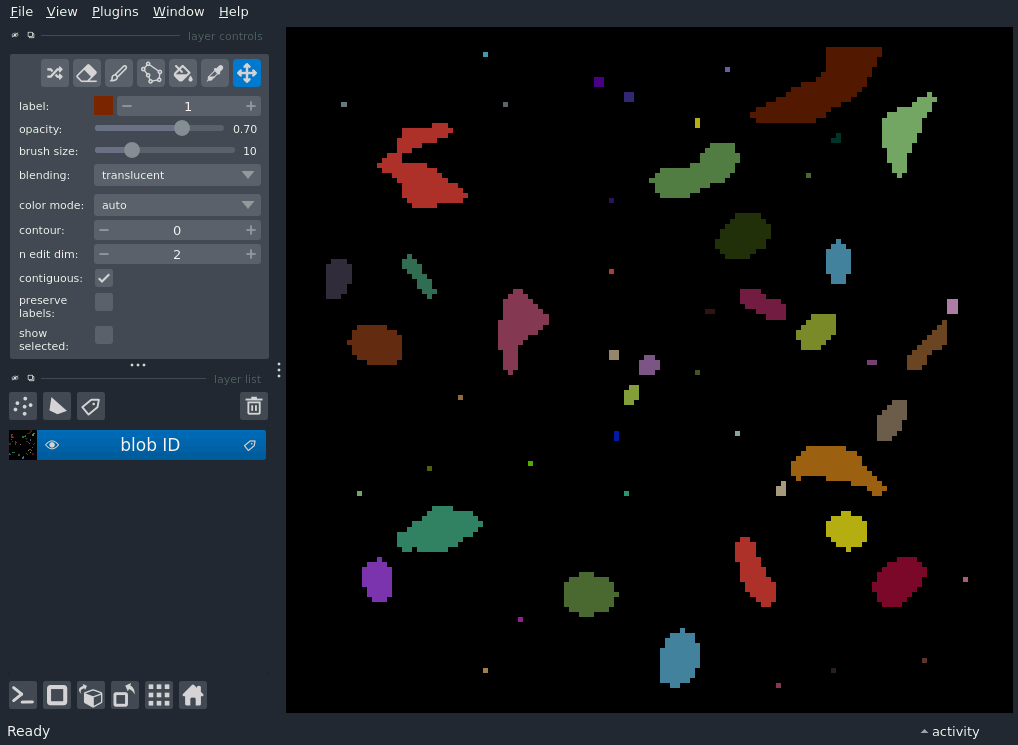 File View Plugins Window Help
layer controls
label: 1
opacity: 0.70
brush size: 10
blending: translucent
color mode: auto
contour: 0
n edit dim: 2
contiguous:
preserve
labels:
show
selected:
layer list
blob ID
Ready
activity